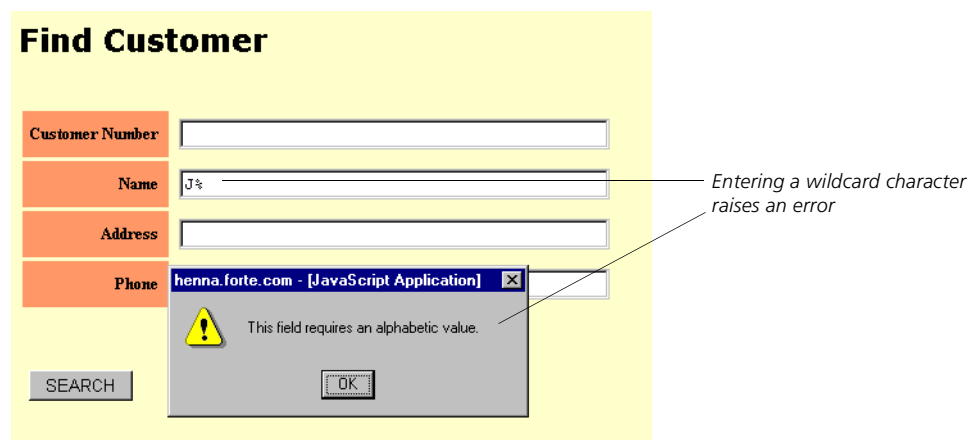 Find Customer
Customer Number
Name J%
Entering a wildcard character
raises an error
Address
Phone
henna.forte.com - [JavaScript Application]
This field requires an alphabetic value.
OK
SEARCH